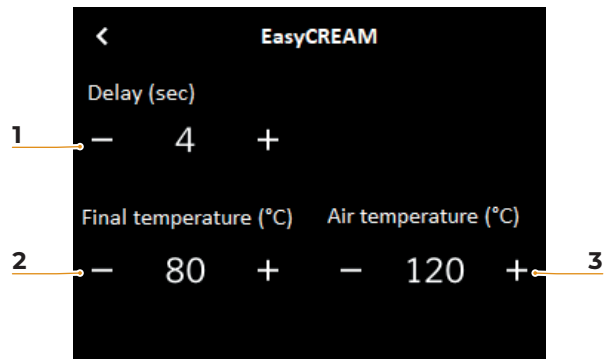 < EasyCREAM
Delay (sec)
1 − 4 +
Final temperature (°C) Air temperature (°C)
2 − 80 + − 120 + 3